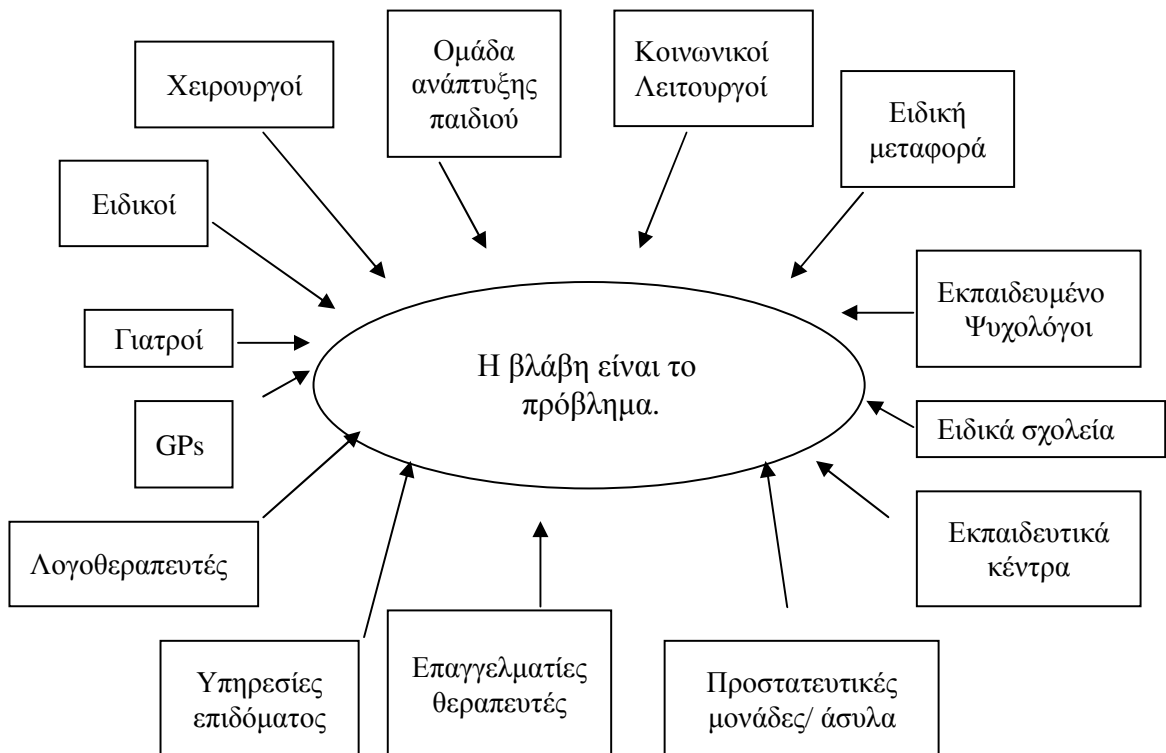 Χειρουργοί
Ομάδα
ανάπτυξης
παιδιού
Κοινωνικοί
Λειτουργοί
Ειδική
μεταφορά
Ειδικοί
Εκπαιδευμένο
Ψυχολόγοι
Γιατροί
Η βλάβη είναι το
πρόβλημα.
GPs
Ειδικά σχολεία
Λογοθεραπευτές
Εκπαιδευτικά
κέντρα
Υπηρεσίες
επιδόματος
Επαγγελματίες
θεραπευτές
Προστατευτικές
μονάδες/ άσυλα